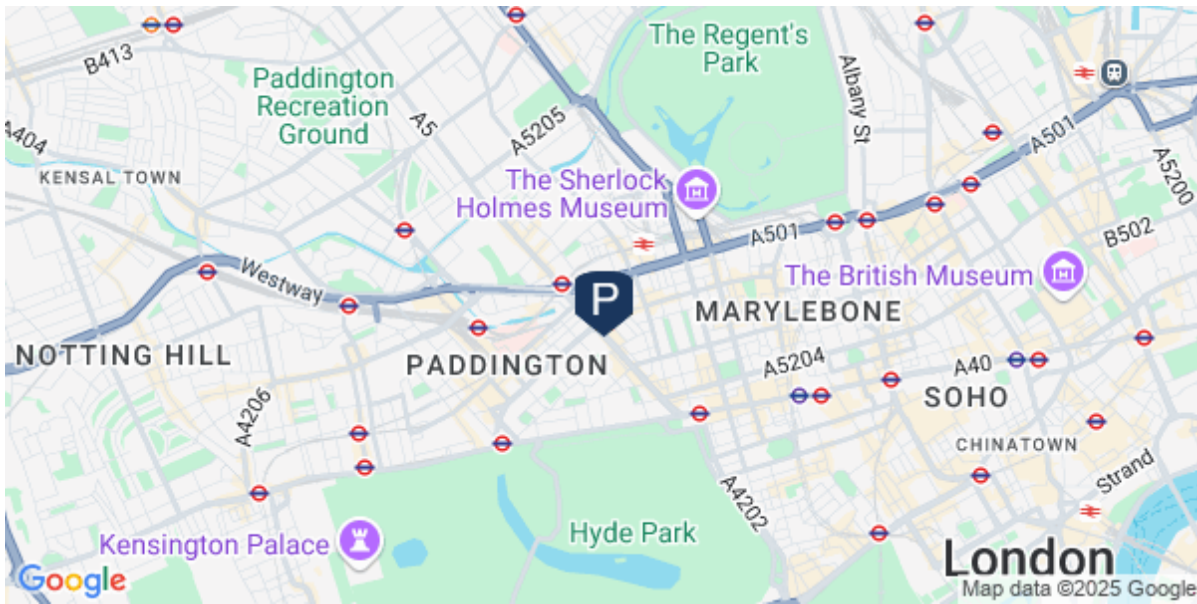 B413
Paddington
Recreation
Ground
The Regent's
Park
Albany St
A5
A5205
A501
A404
A5200
KENSAL TOWN
The Sherlock
Holmes Museum
A501
B502
Westway
The British Museum
P
MARYLEBONE
NOTTING HILL
PADDINGTON
A5204
A40
SOHO
A4206
CHINATOWN
Strand
A4202
Hyde Park
Kensington Palace
London
Google
Map data ©2025 Google